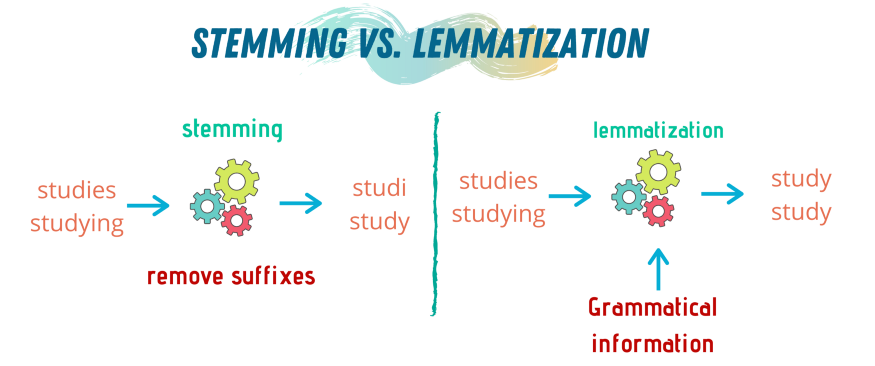 STEMMING VS. LEMMATIZATION
stemming
studies
studying
studi
study
remove suffixes
lemmatization
studies
studying
study
study
Grammatical
information